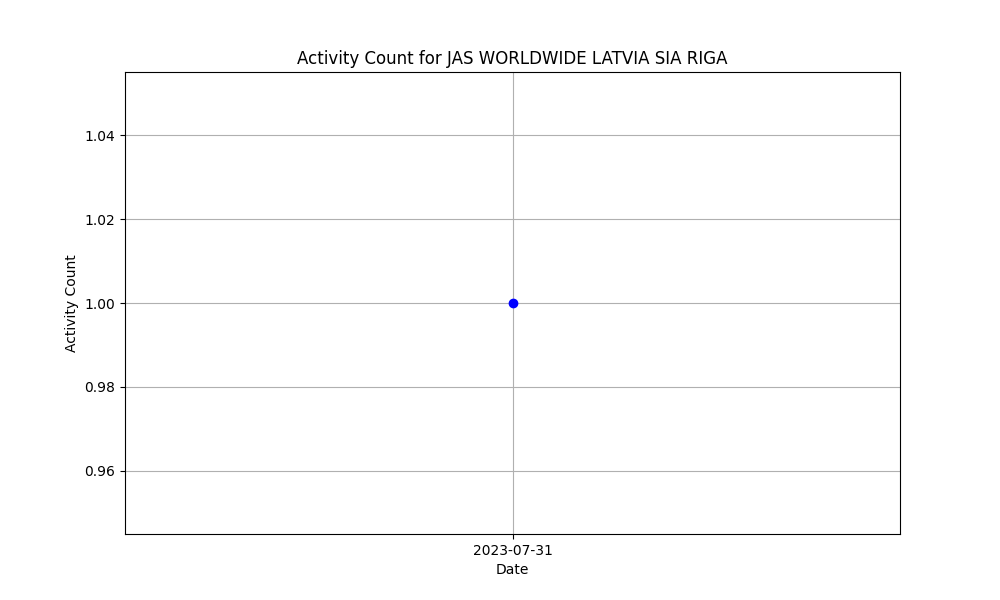 Activity Count for JAS WORLDWIDE LATVIA SIA RIGA
1.04
1.02
1.00
0.98
0.96
Activity Count
2023-07-31
Date